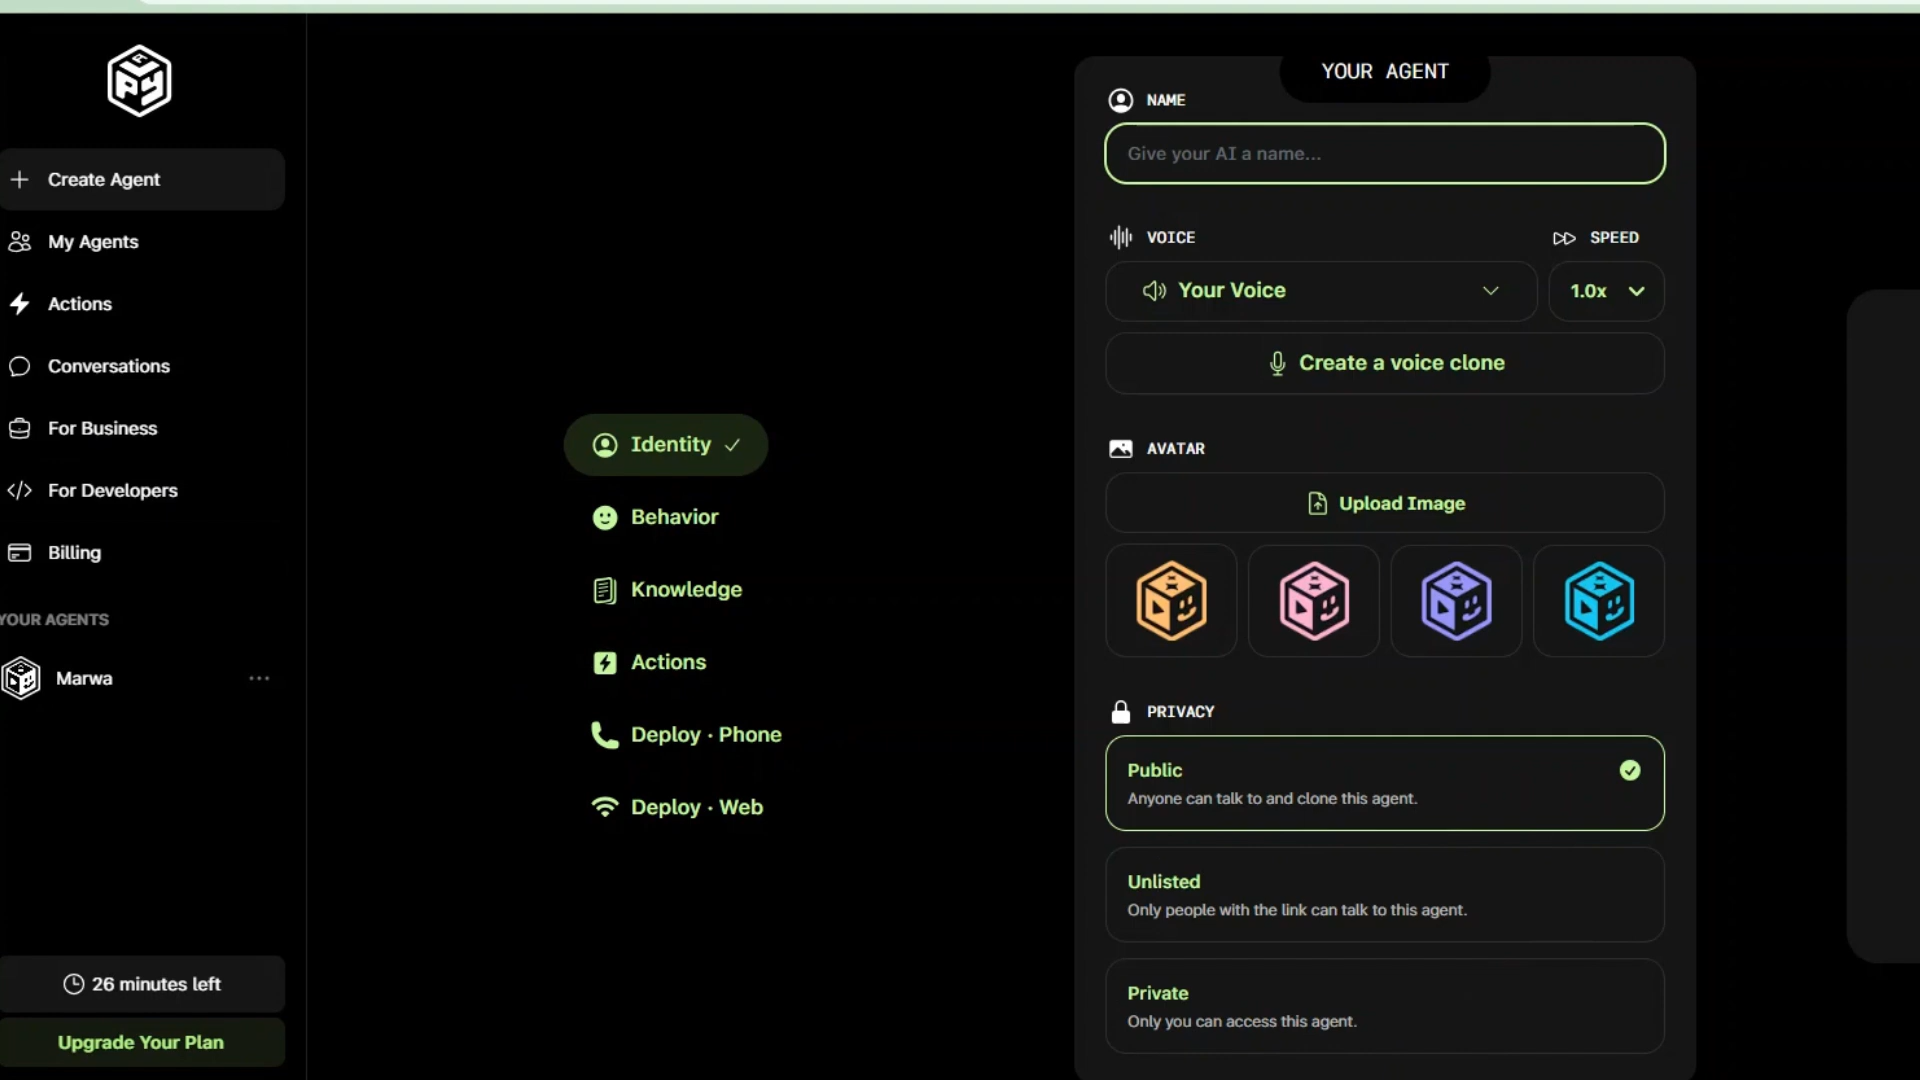 Create Agent
My Agents
Actions
Conversations
For Business
For Developers
Billing
YOUR AGENTS
Marwa
26 minutes left
Upgrade Your Plan
Identity
Behavior
Knowledge
Actions
Deploy · Phone
Deploy · Web
YOUR AGENT
NAME
Give your AI a name...
VOICE
SPEED
Your Voice
1.0x
Create a voice clone
AVATAR
Upload Image
PRIVACY
Public
Anyone can talk to and clone this agent.
Unlisted
Only people with the link can talk to this agent.
Private
Only you can access this agent.